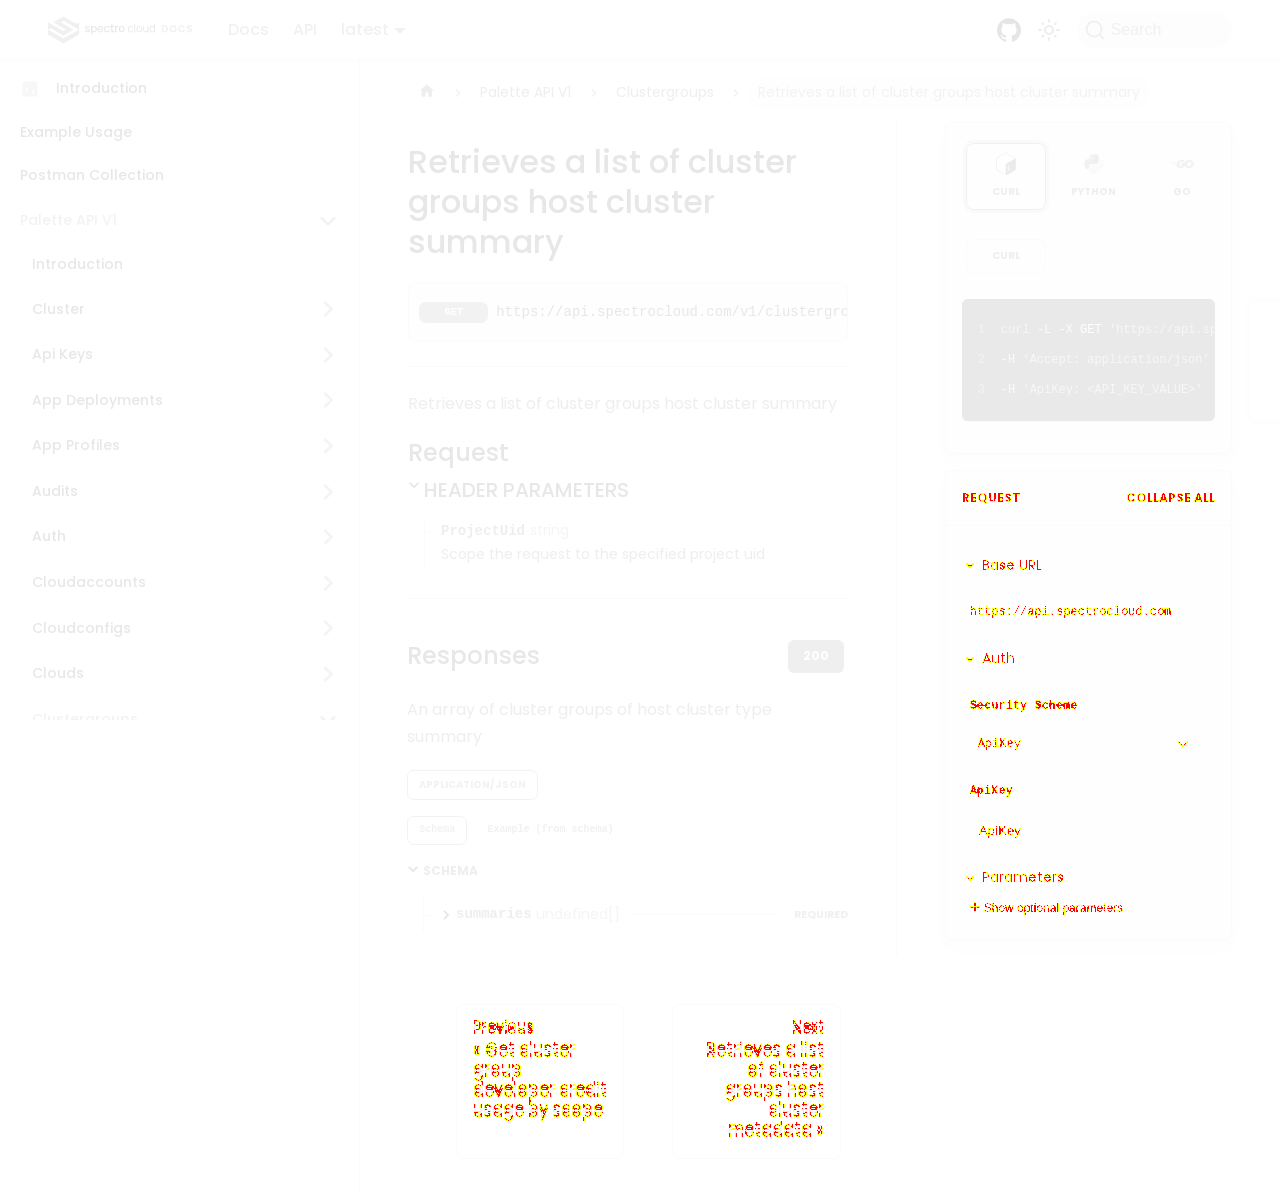 spectro cloud DOCS Docs API latest Search
Introduction
Example Usage
Postman Collection
Palette API V1
Introduction
Cluster
Api Keys
App Deployments
App Profiles
Audits
Auth
Cloudaccounts
Cloudconfigs
Clouds
Clustergroups
Palette API V1 › Clustergroups › Retrieves a list of cluster groups host cluster summary
Retrieves a list of cluster
groups host cluster
summary
GET https://api.spectrocloud.com/v1/clustergro
Retrieves a list of cluster groups host cluster summary
Request
HEADER PARAMETERS
ProjectUid string
Scope the request to the specified project uid
Responses
200
An array of cluster groups of host cluster type
summary
APPLICATION/JSON
Schema Example (from schema)
SCHEMA
summaries undefined[] REQUIRED
CURL PYTHON GO
CURL
1 curl -L -X GET 'https://api.sp
2 -H 'Accept: application/json'
3 -H 'ApiKey: <API_KEY_VALUE>'
REQUEST COLLAPSE ALL
Base URL
https://api.spectrocloud.com
Auth
Security Scheme
ApiKey
ApiKey
ApiKey
Parameters
Show optional parameters
Previous
« Get cluster
group
developer credit
usage by scope
Next
Retrieves a list
of cluster
groups host
cluster
metadata »